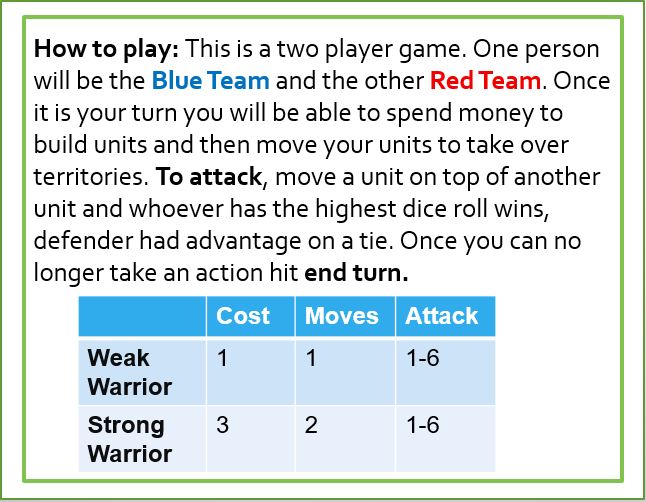 How to play: This is a two player game. One person
will be the Blue Team and the other Red Team. Once
it is your turn you will be able to spend money to
build units and then move your units to take over
territories. To attack, move a unit on top of another
unit and whoever has the highest dice roll wins,
defender had advantage on a tie. Once you can no
longer take an action hit end turn.
Cost Moves Attack
Weak Warrior 1 1 1-6
Strong Warrior 3 2 1-6